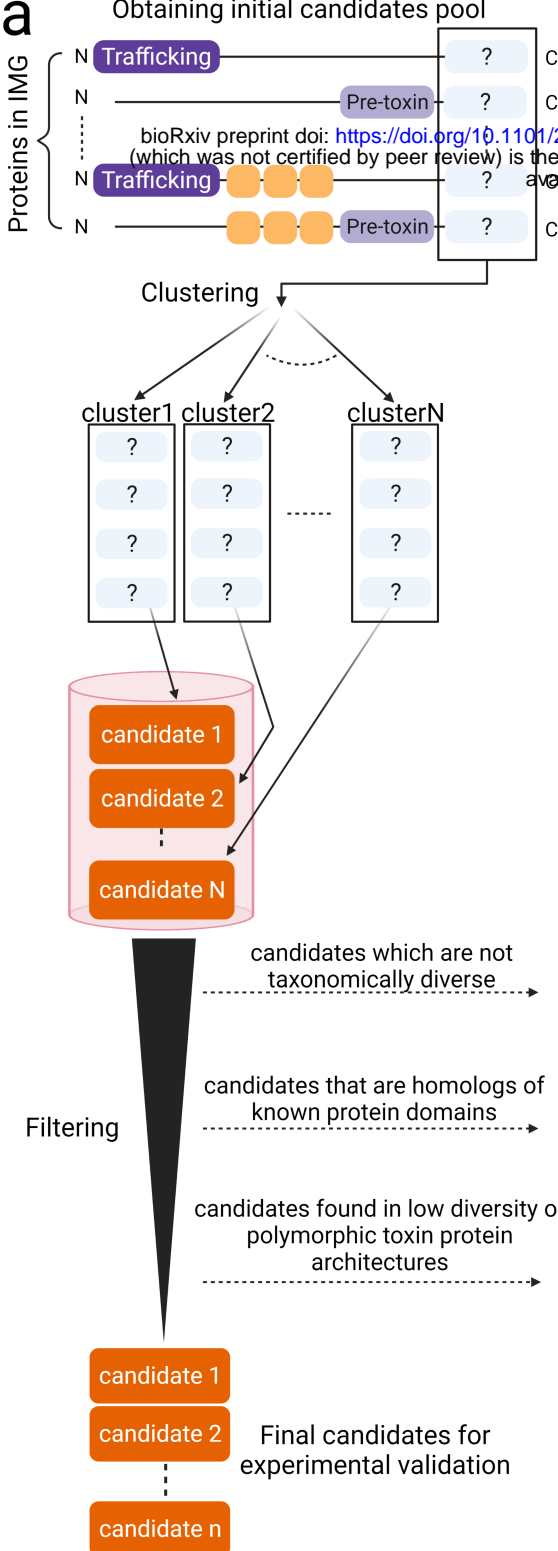 a
Obtaining initial candidates pool
Proteins in IMG
N Trafficking ? C
N Pre-toxin ? C
bioRxiv preprint doi: https://doi.org/10.1101/2
(which was not certified by peer review) is the
N Trafficking ? C
ava
N Pre-toxin ? C
Clustering
cluster1 cluster2 clusterN
? ? ?
? ? ?
? ? ?
? ? ?
candidate 1
candidate 2
candidate N
candidates which are not
taxonomically diverse
Filtering
candidates that are homologs of
known protein domains
candidates found in low diversity o
polymorphic toxin protein
architectures
candidate 1
candidate 2
Final candidates for
experimental validation
candidate n